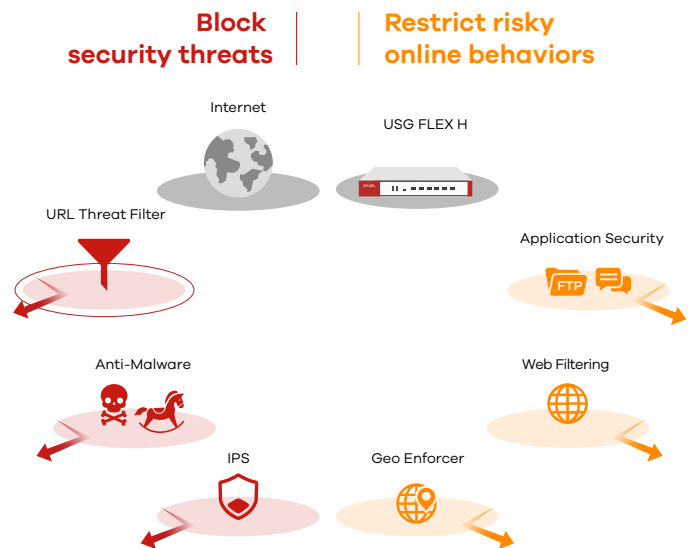 Block
security threats
Restrict risky
online behaviors
Internet
USG FLEX H
ZYXEL
URL Threat Filter
Application Security
FTP
Anti-Malware
Web Filtering
IPS
Geo Enforcer